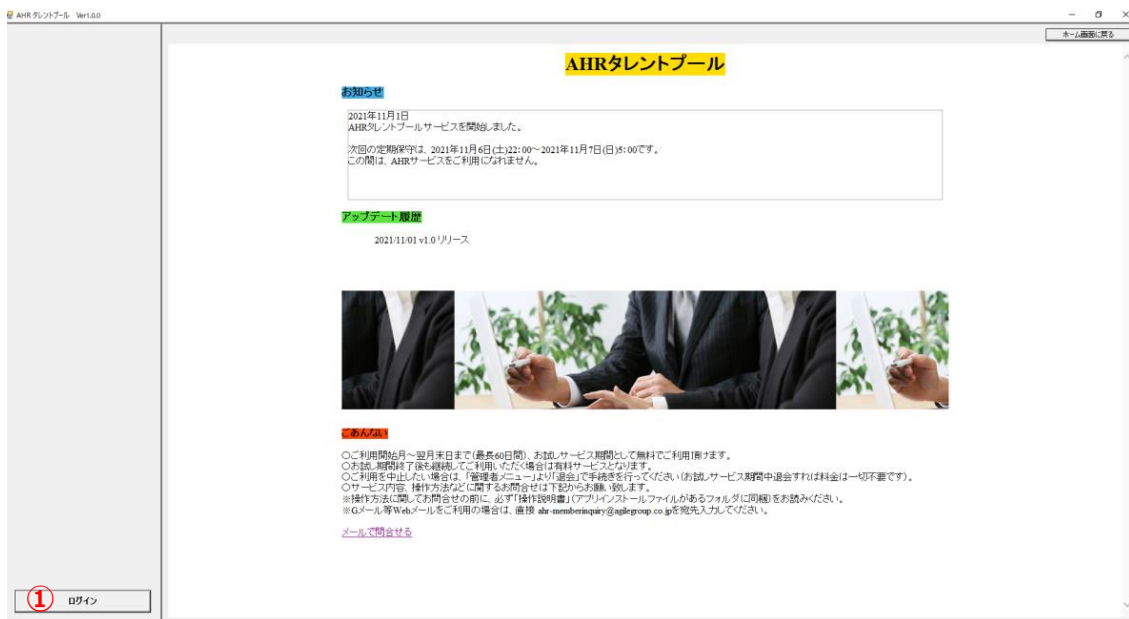 AHR タレントプール Ver1.0.0
ホーム画面に戻る
AHRタレントプール
お知らせ
2021年11月1日
AHRタレントプールサービスを開始しました。
次回の定期保守は、2021年11月6日(土)22:00～2021年11月7日(日)5:00です。
この間は、AHRサービスをご利用になれません。
アップデート履歴
2021/11/01 v1.0 リリース
ごあんない
○ご利用開始月～翌月末日まで(最長60日間)、お試しサービス期間として無料でご利用頂けます。
○お試し期間終了後も継続してご利用いただく場合は有料サービスとなります。
○ご利用を中止したい場合は、「管理者メニュー」より「退会」で手続きを行ってください(お試しサービス期間中退会すれば料金は一切不要です)。
○サービス内容、操作方法などに関するお問合せは下記からお願い致します。
※操作方法に関してお問合せの前に、必ず「操作説明書」(アプリインストールファイルがあるフォルダに同梱)をお読みください。
※Gメール等Webメールをご利用の場合は、直接 ahr-memberinquiry@agilegroup.co.jpを宛先入力してください。
メールで問合せる
① ログイン